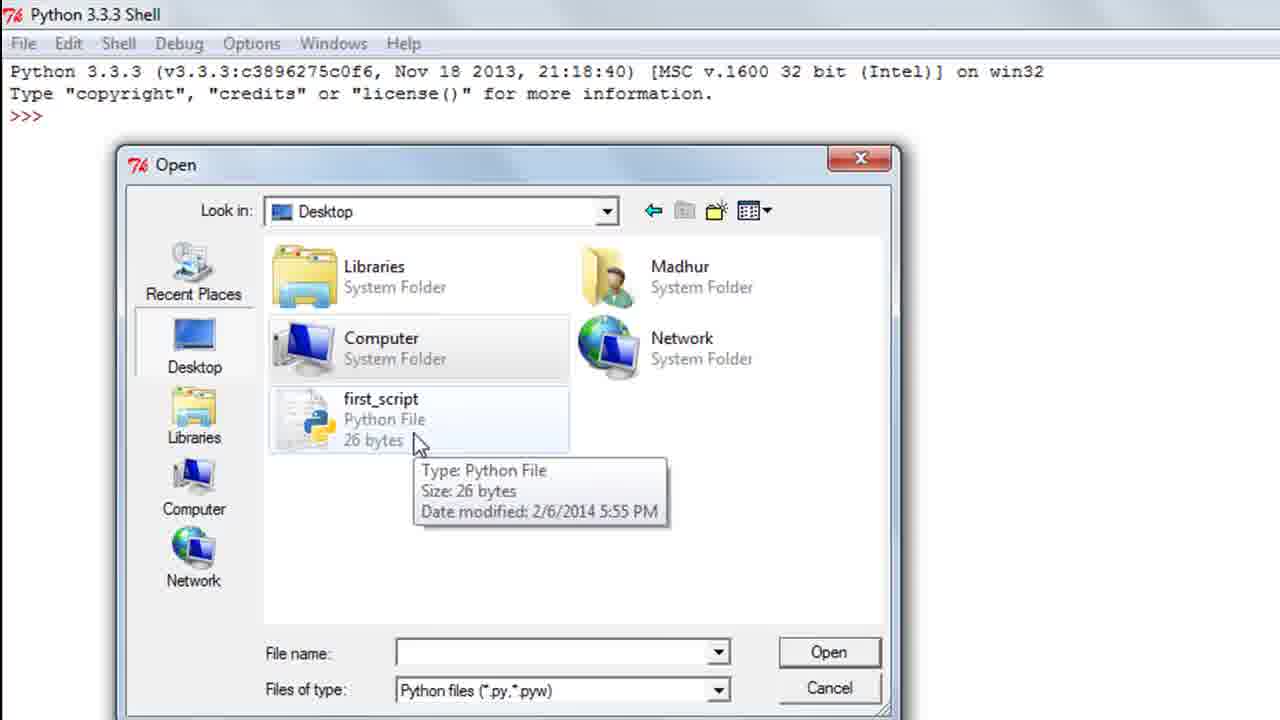 Python 3.3.3 Shell
File Edit Shell Debug Options Windows Help
Python 3.3.3 (v3.3.3:c3896275c0f6, Nov 18 2013, 21:18:40) [MSC v.1600 32 bit (Intel)] on win32
Type "copyright", "credits" or "license()" for more information.
>>>
Open
Look in: Desktop
Recent Places
Desktop
Libraries
Computer
Network
Libraries
System Folder
Madhur
System Folder
Computer
System Folder
Network
System Folder
first_script
Python File
26 bytes
Type: Python File
Size: 26 bytes
Date modified: 2/6/2014 5:55 PM
File name:
Open
Files of type: Python files (*.py,*.pyw)
Cancel